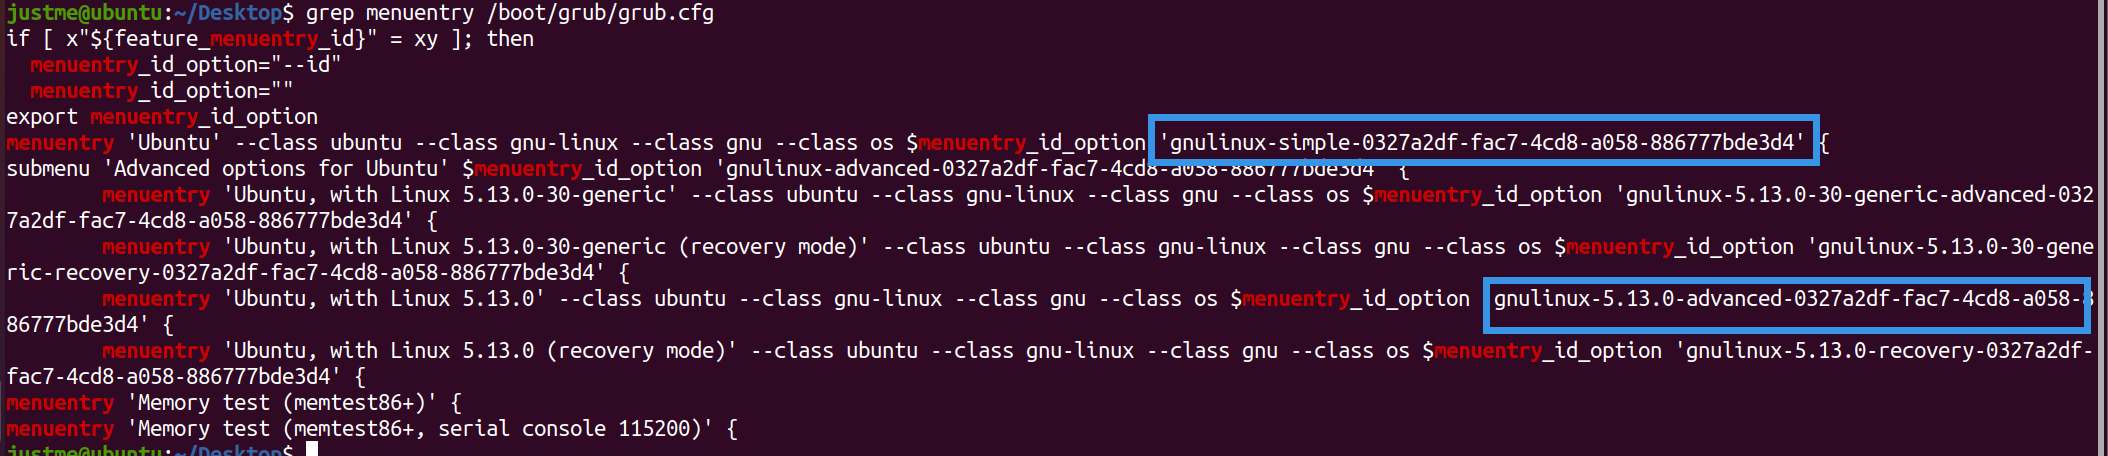 justme@ubuntu:~/Desktop$ grep menuentry /boot/grub/grub.cfg
if [ x"${feature_menuentry_id}" = xy ]; then
  menuentry_id_option="--id"
  menuentry_id_option=""
export menuentry_id_option
menuentry 'Ubuntu' --class ubuntu --class gnu-linux --class gnu --class os $menuentry_id_option 'gnulinux-simple-0327a2df-fac7-4cd8-a058-886777bde3d4' {
submenu 'Advanced options for Ubuntu' $menuentry_id_option 'gnulinux-advanced-0327a2df-fac7-4cd8-a058-886777bde3d4  {
        menuentry 'Ubuntu, with Linux 5.13.0-30-generic' --class ubuntu --class gnu-linux --class gnu --class os $menuentry_id_option 'gnulinux-5.13.0-30-generic-advanced-032
7a2df-fac7-4cd8-a058-886777bde3d4' {
        menuentry 'Ubuntu, with Linux 5.13.0-30-generic (recovery mode)' --class ubuntu --class gnu-linux --class gnu --class os $menuentry_id_option 'gnulinux-5.13.0-30-gene
ric-recovery-0327a2df-fac7-4cd8-a058-886777bde3d4' {
        menuentry 'Ubuntu, with Linux 5.13.0' --class ubuntu --class gnu-linux --class gnu --class os $menuentry_id_option  gnulinux-5.13.0-advanced-0327a2df-fac7-4cd8-a058-8
86777bde3d4' {
        menuentry 'Ubuntu, with Linux 5.13.0 (recovery mode)' --class ubuntu --class gnu-linux --class gnu --class os $menuentry_id_option 'gnulinux-5.13.0-recovery-0327a2df-
fac7-4cd8-a058-886777bde3d4' {
menuentry 'Memory test (memtest86+)' {
menuentry 'Memory test (memtest86+, serial console 115200)' {
justme@ubuntu:~/Desktop$